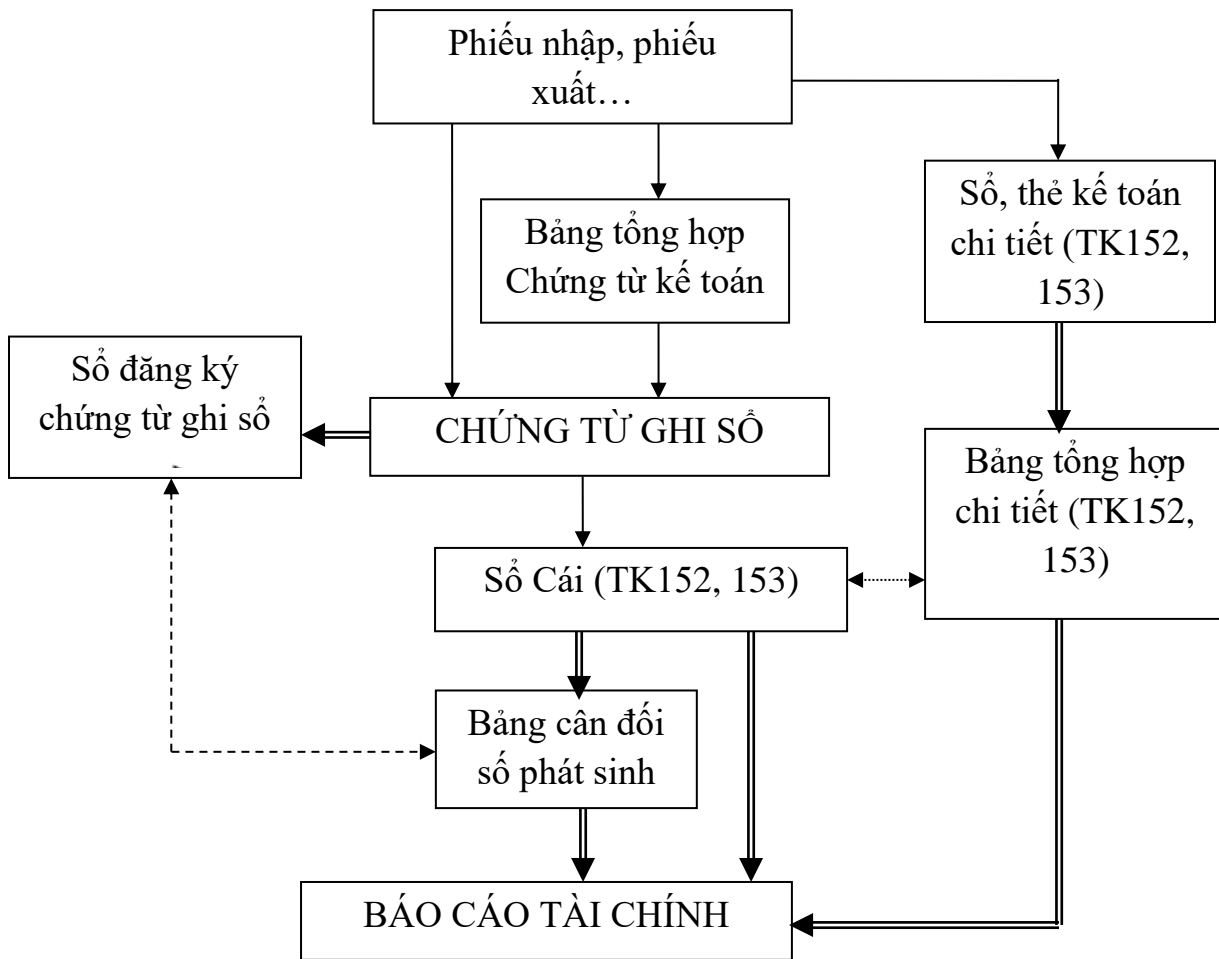 Phiếu nhập, phiếu
xuất…
Sổ, thẻ kế toán
chi tiết (TK152,
153)
Bảng tổng hợp
Chứng từ kế toán
Sổ đăng ký
chứng từ ghi sổ
CHỨNG TỪ GHI SỔ
Bảng tổng hợp
chi tiết (TK152,
153)
Sổ Cái (TK152, 153)
Bảng cân đối
số phát sinh
BÁO CÁO TÀI CHÍNH